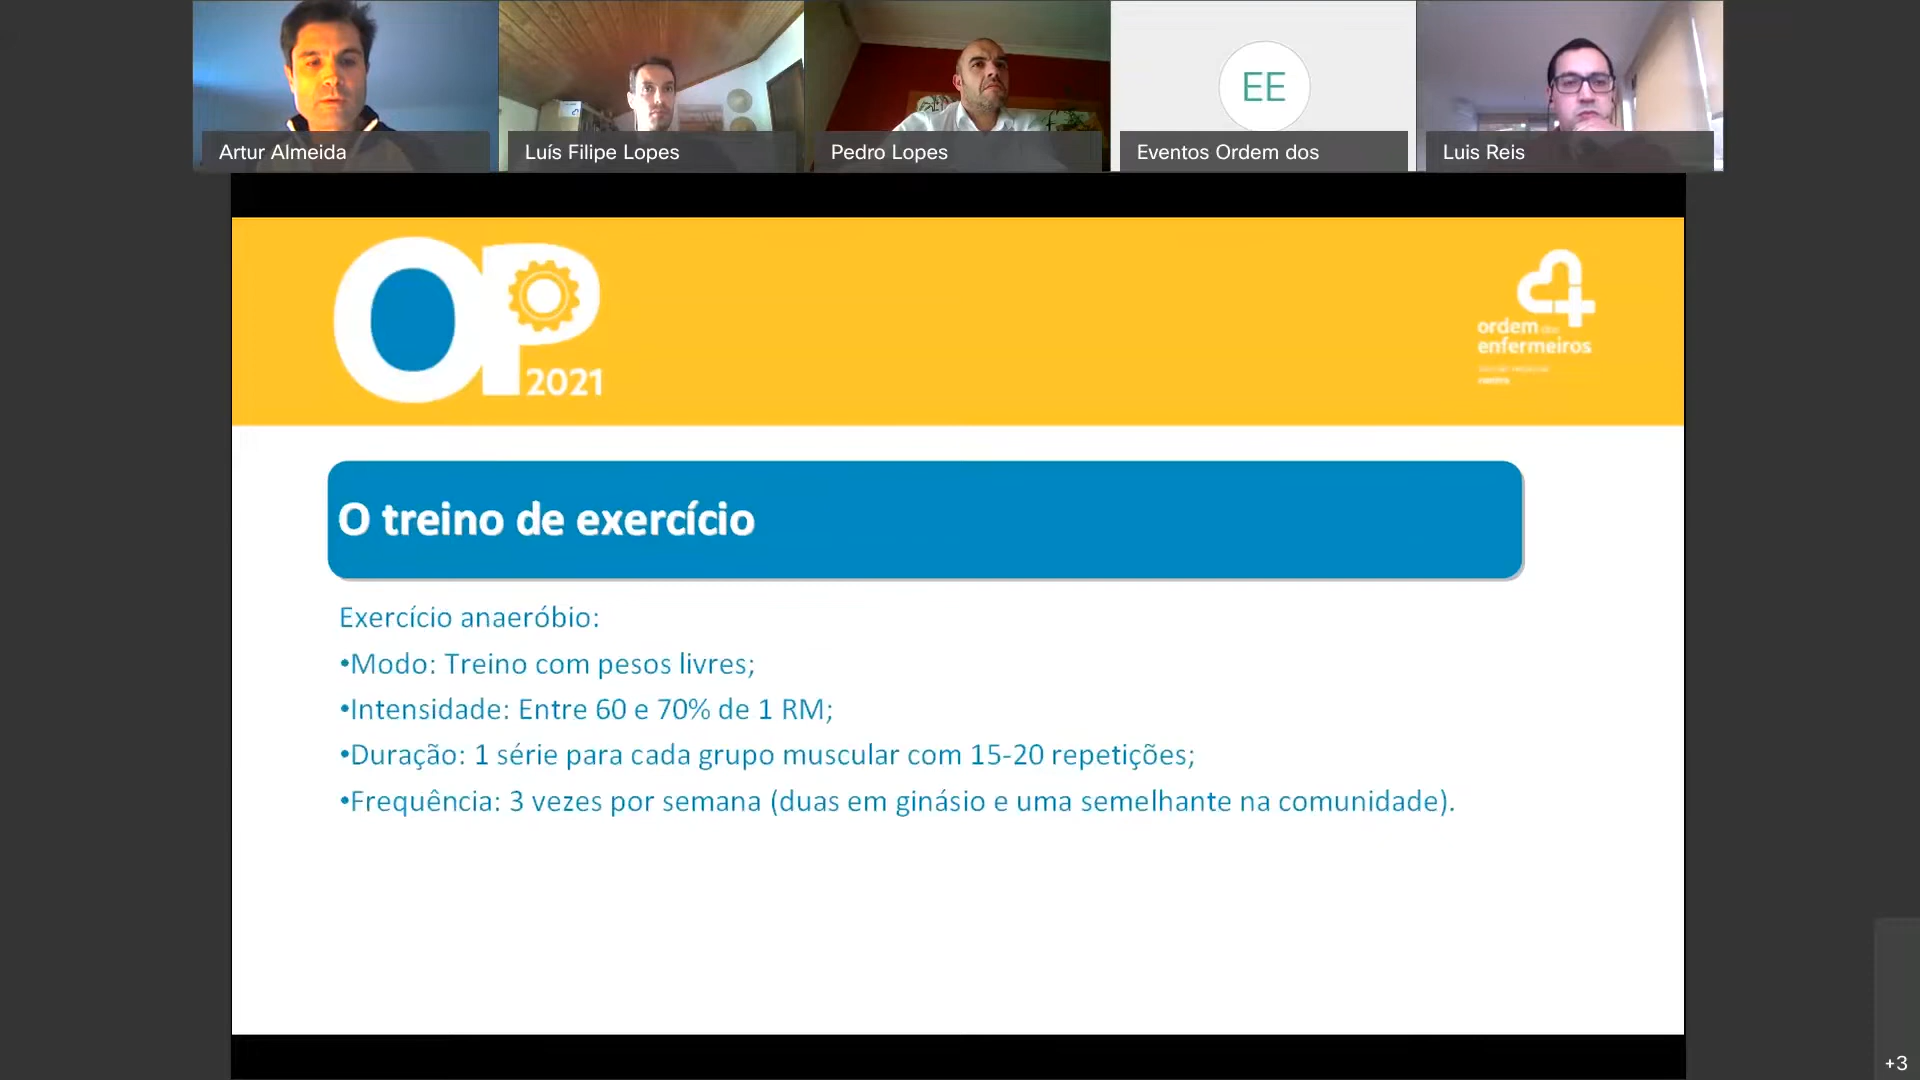 Artur Almeida
Luís Filipe Lopes
Pedro Lopes
EE
Eventos Ordem dos
Luis Reis
OP
2021
ordem dos
enfermeiros
O treino de exercício
Exercício anaeróbio:
•Modo: Treino com pesos livres;
•Intensidade: Entre 60 e 70% de 1 RM;
•Duração: 1 série para cada grupo muscular com 15-20 repetições;
•Frequência: 3 vezes por semana (duas em ginásio e uma semelhante na comunidade).
+3